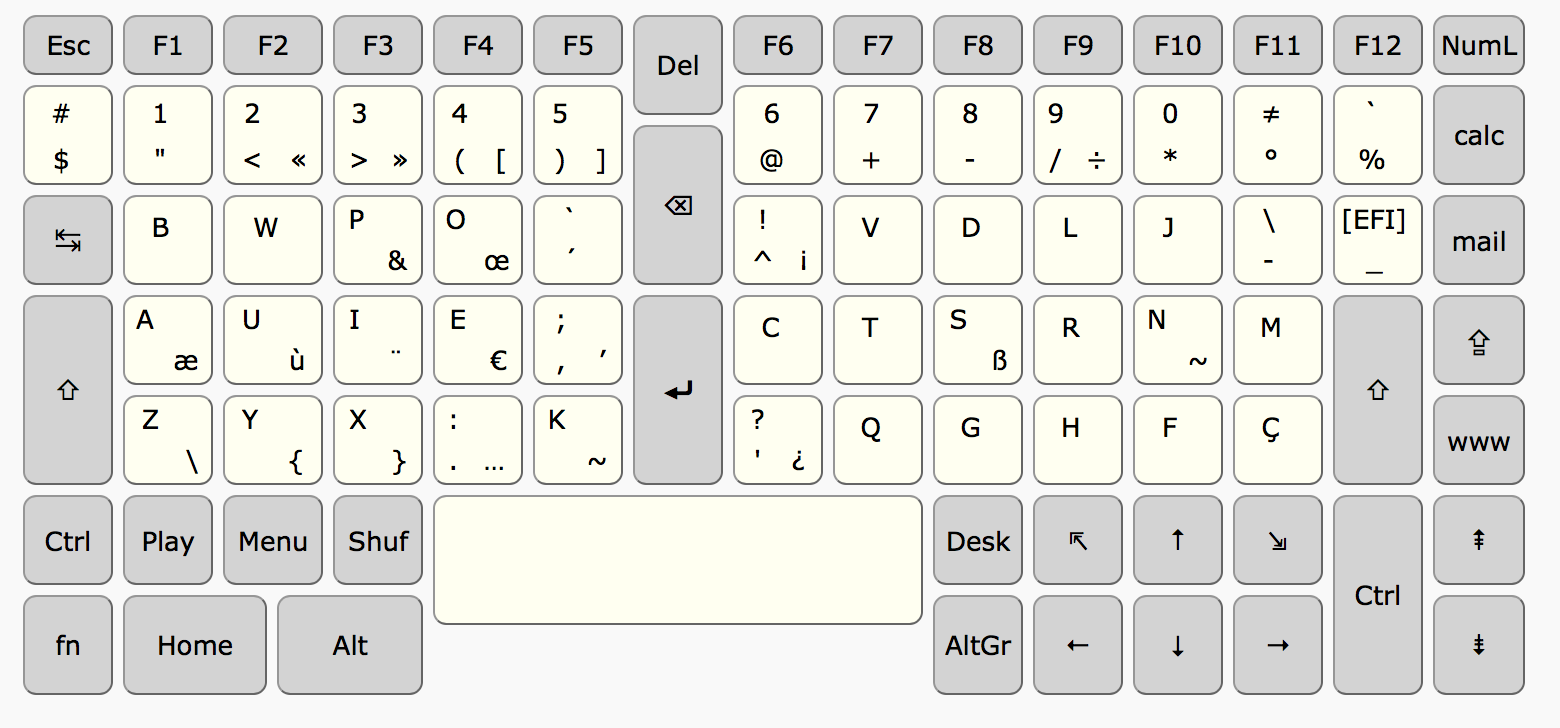 Esc F1 F2 F3 F4 F5 Del F6 F7 F8 F9 F10 F11 F12 NumL
# 1 2 3 4 5 6 7 8 9 0 ≠ ` calc
$ " < « > » ( [ ) ] ⌫ @ + - / ÷ * ° %
↹ B W P O ` ! V D L J \ [EFI] mail
& œ ´ ^ ¡ - _
⇧ A U I E ; ↵ C T S R N M ⇧ ⇪
æ ù ¨ € , ’ ß ~
Z Y X : K ? Q G H F Ç www
\ { } . … ~ ' ¿
Ctrl Play Menu Shuf Desk ⇱ ↑ ⇲ Ctrl ⇞
fn Home Alt AltGr ← ↓ → ⇟